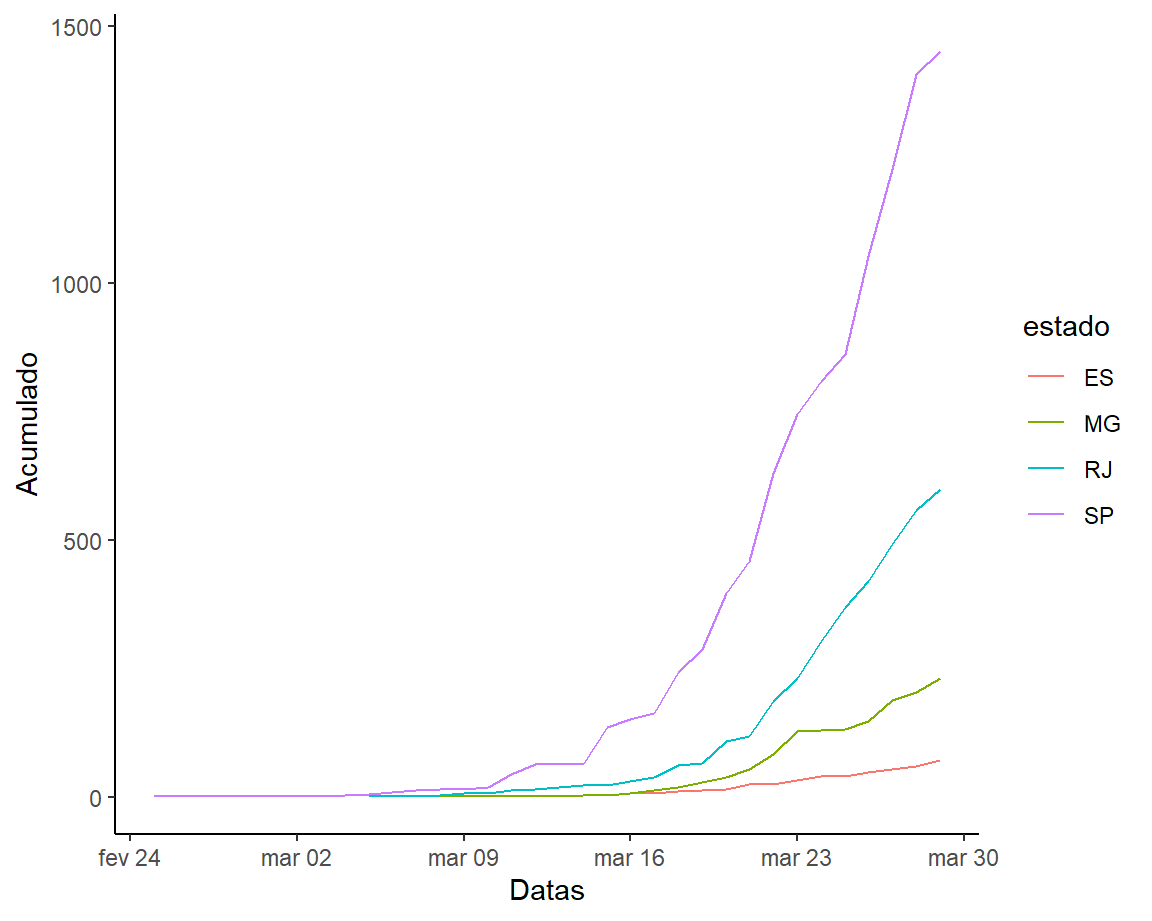 1500
1000
500
0
Acumulado
fev 24 mar 02 mar 09 mar 16 mar 23 mar 30
Datas
estado
ES
MG
RJ
SP